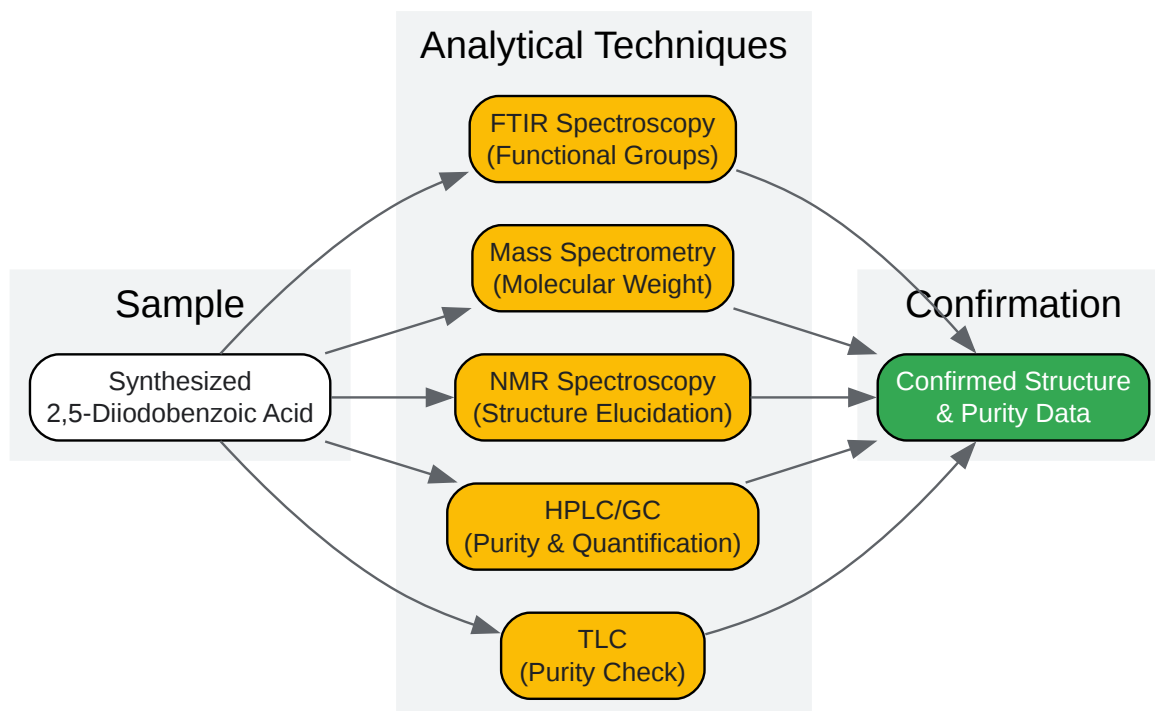 Analytical Techniques
FTIR Spectroscopy
(Functional Groups)
Mass Spectrometry
(Molecular Weight)
Sample
Confirmation
Synthesized
2,5-Diiodobenzoic Acid
NMR Spectroscopy
(Structure Elucidation)
Confirmed Structure
& Purity Data
HPLC/GC
(Purity & Quantification)
TLC
(Purity Check)